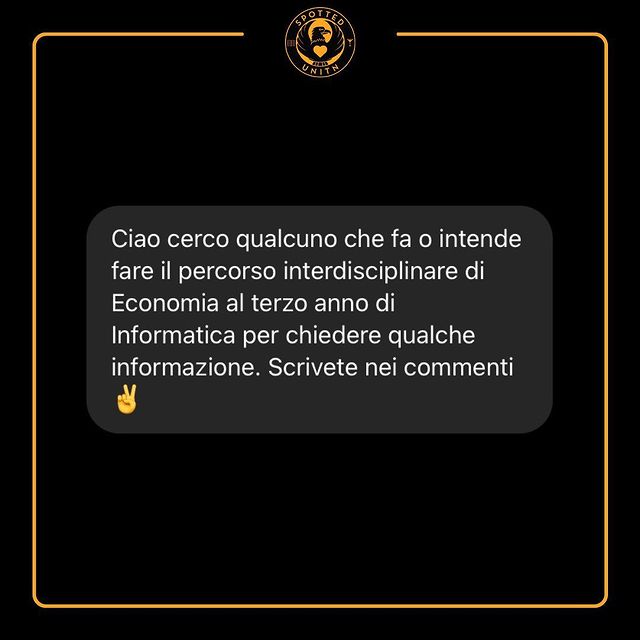 SPOTTED
UNITN
Ciao cerco qualcuno che fa o intende
fare il percorso interdisciplinare di
Economia al terzo anno di
Informatica per chiedere qualche
informazione. Scrivete nei commenti
✌️